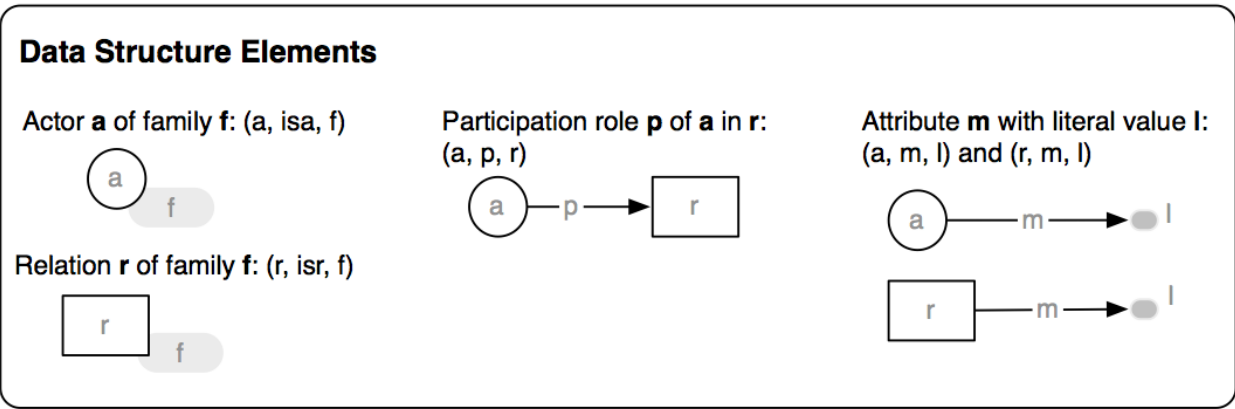 Data Structure Elements
Actor a of family f: (a, isa, f)
a
f
Relation r of family f: (r, isr, f)
r
f
Participation role p of a in r:
(a, p, r)
a
p
r
Attribute m with literal value l:
(a, m, l) and (r, m, l)
a
m
l
r
m
l